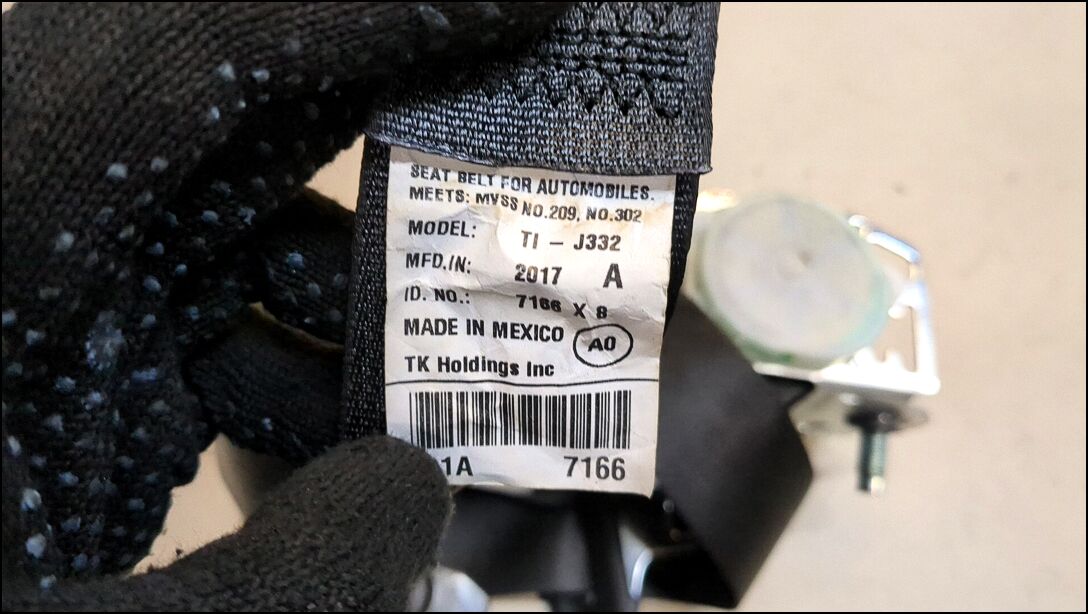 SEAT BELT FOR AUTOMOBILES.
MEETS: MVSS NO.209, NO.302
MODEL: TI – J332
MFD./IN: 2017 A
ID. NO.: 7166 X 8
MADE IN MEXICO A0
TK Holdings Inc
1A 7166